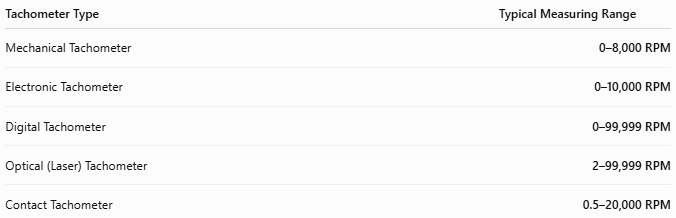 Tachometer Type Typical Measuring Range
Mechanical Tachometer 0–8,000 RPM
Electronic Tachometer 0–10,000 RPM
Digital Tachometer 0–99,999 RPM
Optical (Laser) Tachometer 2–99,999 RPM
Contact Tachometer 0.5–20,000 RPM